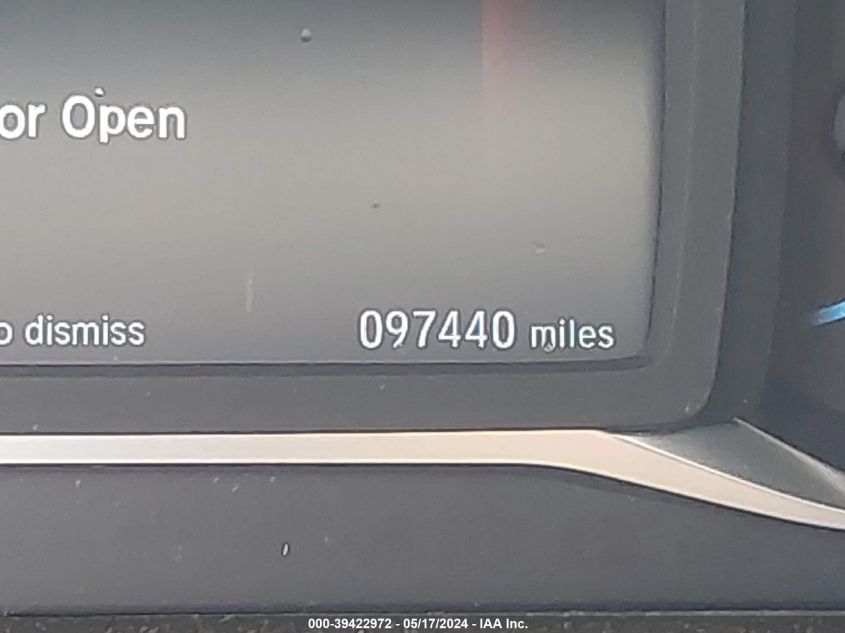 or Open
o dismiss 097440 miles
000-39422972 - 05/17/2024 - IAA Inc.